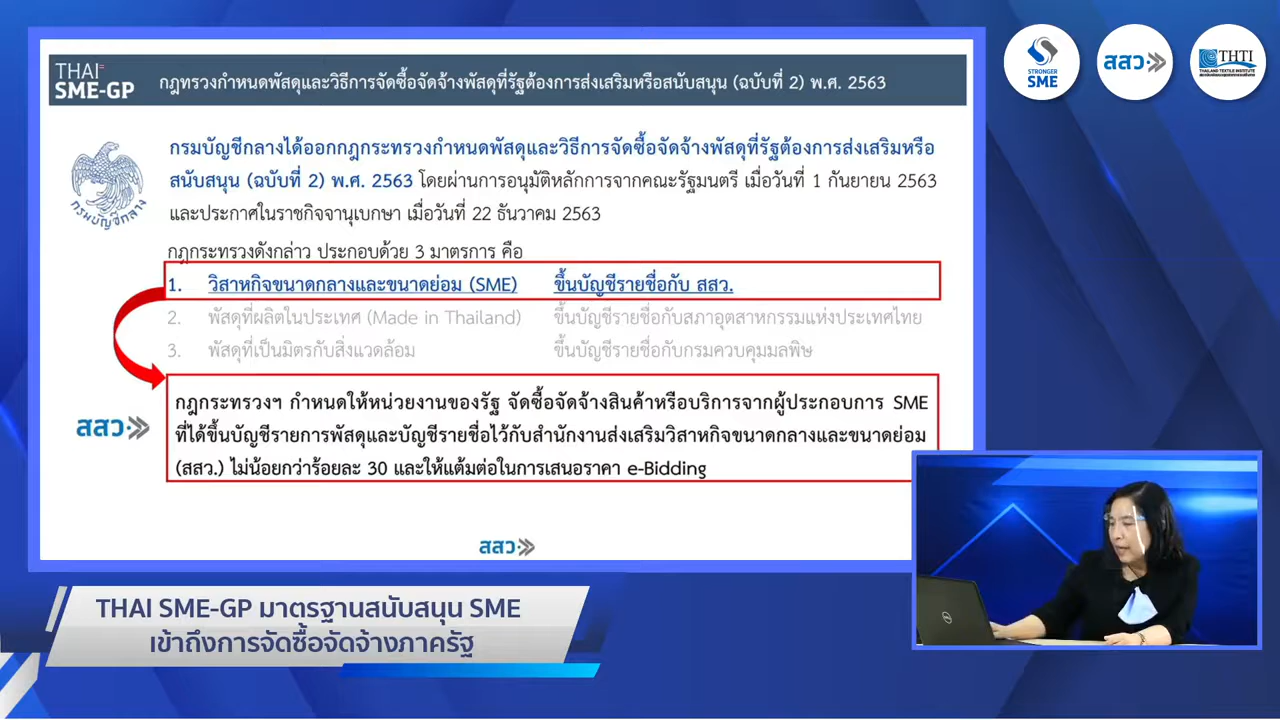 THAI
SME-GP
กฎทรวงกำหนดพัสดุและวิธีการจัดซื้อจัดจ้างพัสดุที่รัฐต้องการส่งเสริมหรือสนับสนุน (ฉบับที่ 2) พ.ศ. 2563
STRONGER
SME
สสว.
THTI
THAILAND TEXTILE INSTITUTE
กรมบัญชีกลาง
กรมบัญชีกลางได้ออกกฎกระทรวงกำหนดพัสดุและวิธีการจัดซื้อจัดจ้างพัสดุที่รัฐต้องการส่งเสริมหรือ
สนับสนุน (ฉบับที่ 2) พ.ศ. 2563 โดยผ่านการอนุมัติหลักการจากคณะรัฐมนตรี เมื่อวันที่ 1 กันยายน 2563
และประกาศในราชกิจจานุเบกษา เมื่อวันที่ 22 ธันวาคม 2563
กฎกระทรวงดังกล่าว ประกอบด้วย 3 มาตรการ คือ
1. วิสาหกิจขนาดกลางและขนาดย่อม (SME) ขึ้นบัญชีรายชื่อกับ สสว.
2. พัสดุที่ผลิตในประเทศ (Made in Thailand) ขึ้นบัญชีรายชื่อกับสภาอุตสาหกรรมแห่งประเทศไทย
3. พัสดุที่เป็นมิตรกับสิ่งแวดล้อม ขึ้นบัญชีรายชื่อกับกรมควบคุมมลพิษ
กฎกระทรวงฯ กำหนดให้หน่วยงานของรัฐ จัดซื้อจัดจ้างสินค้าหรือบริการจากผู้ประกอบการ SME
ที่ได้ขึ้นบัญชีรายการพัสดุและบัญชีรายชื่อไว้กับสำนักงานส่งเสริมวิสาหกิจขนาดกลางและขนาดย่อม
(สสว.) ไม่น้อยกว่าร้อยละ 30 และให้แต้มต่อในการเสนอราคา e-Bidding
สสว.
สสว.
THAI SME-GP มาตรฐานสนับสนุน SME
เข้าถึงการจัดซื้อจัดจ้างภาครัฐ
DELL